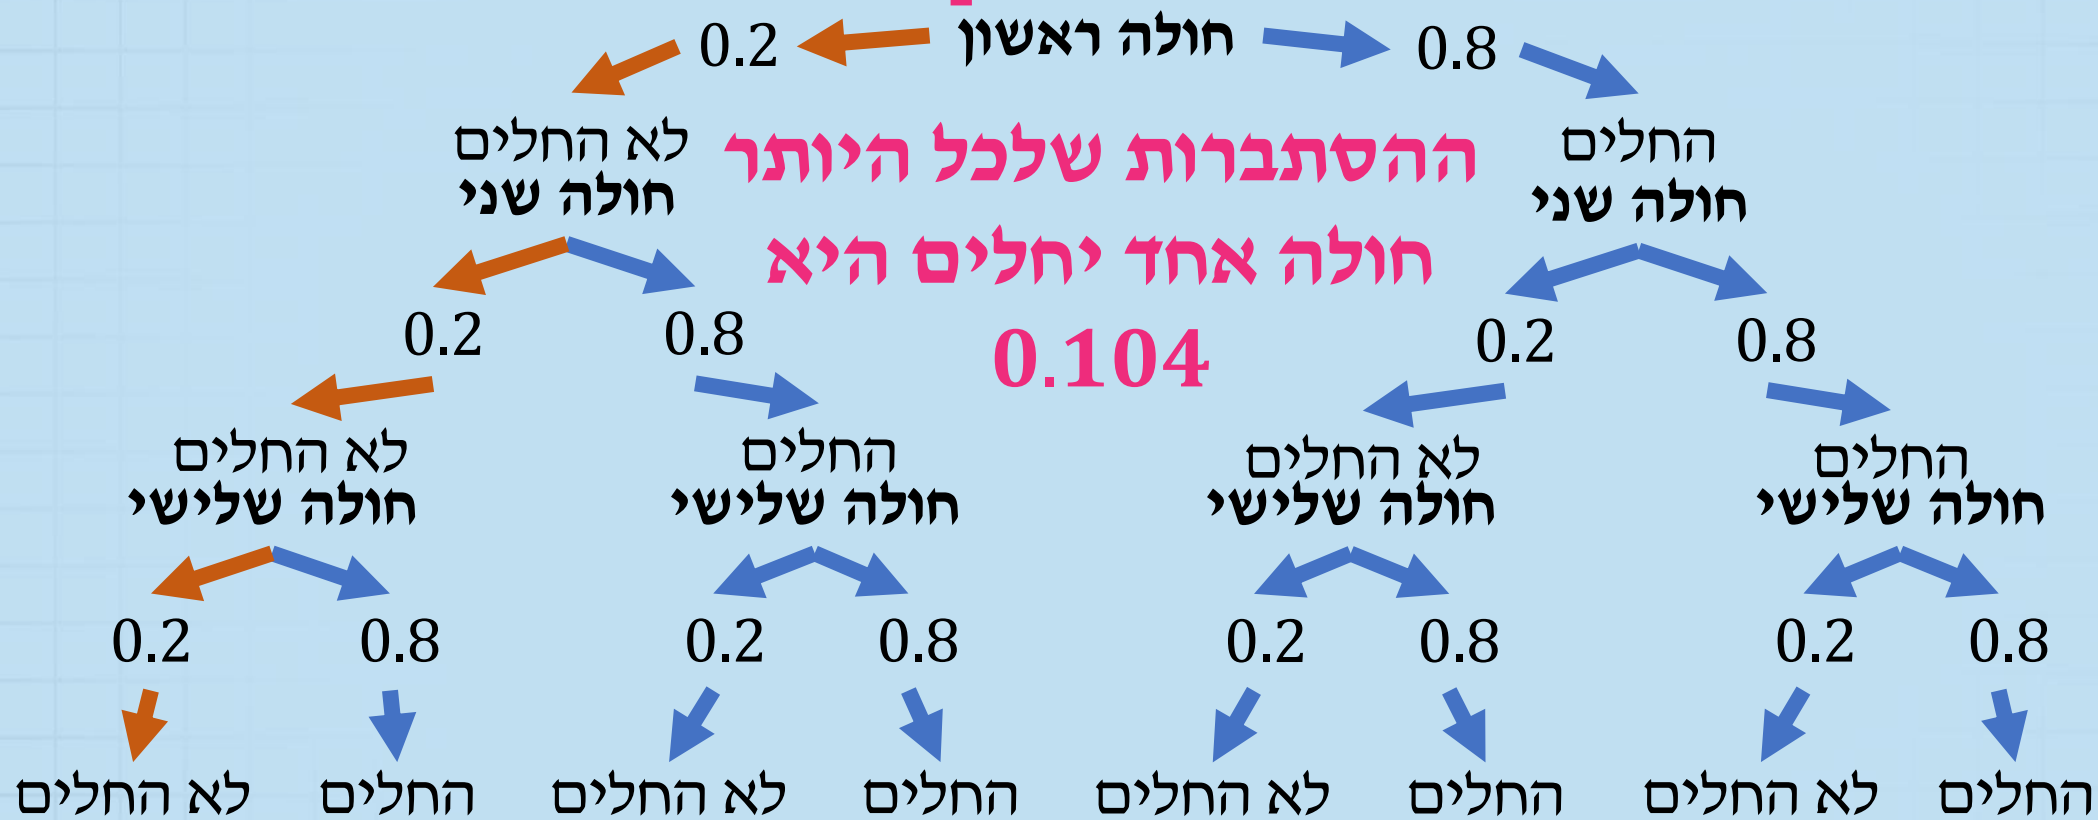 חולה ראשון
0.2
0.8
לא החלים
חולה שני
ההסתברות שלכל היותר
חולה אחד יחלים היא
0.104
החלים
חולה שני
0.2
0.8
0.2
0.8
לא החלים
חולה שלישי
החלים
חולה שלישי
לא החלים
חולה שלישי
החלים
חולה שלישי
0.2
0.8
0.2
0.8
0.2
0.8
0.2
0.8
לא החלים
החלים
לא החלים
החלים
לא החלים
החלים
לא החלים
החלים